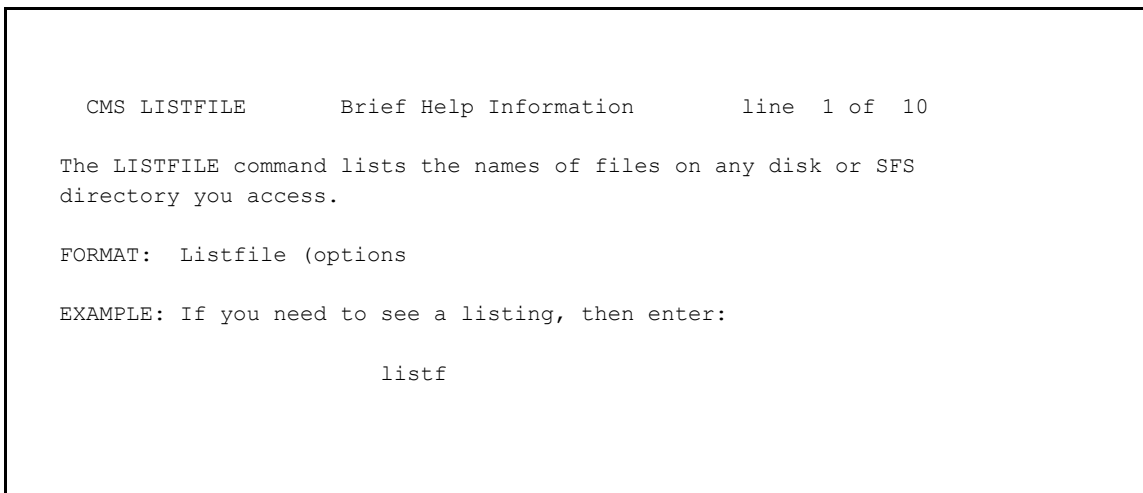 CMS LISTFILE Brief Help Information line 1 of 10
The LISTFILE command lists the names of files on any disk or SFS
directory you access.
FORMAT: Listfile (options
EXAMPLE: If you need to see a listing, then enter:
listf